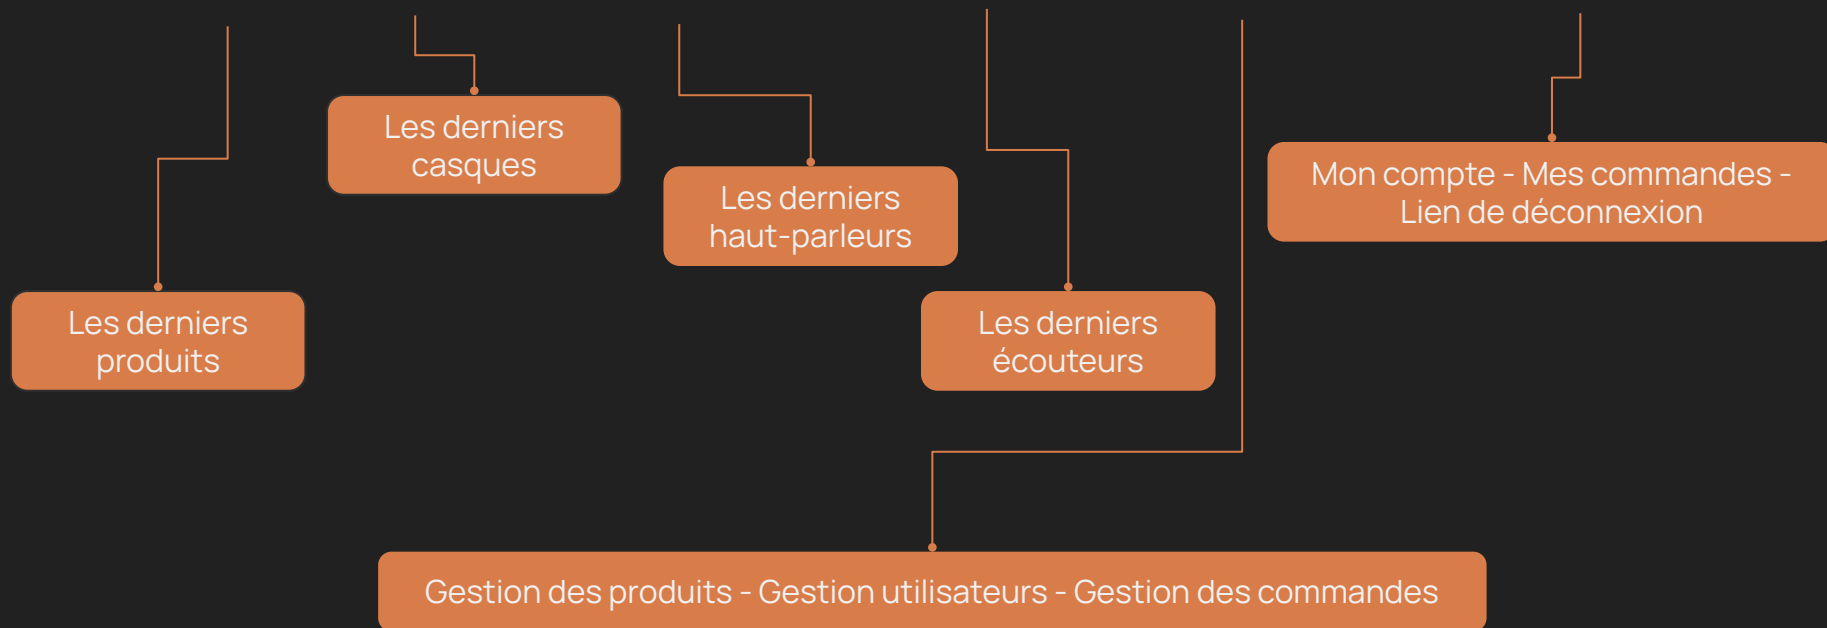 Les derniers
casques
Les derniers
haut-parleurs
Mon compte - Mes commandes -
Lien de déconnexion
Les derniers
produits
Les derniers
écouteurs
Gestion des produits - Gestion utilisateurs - Gestion des commandes